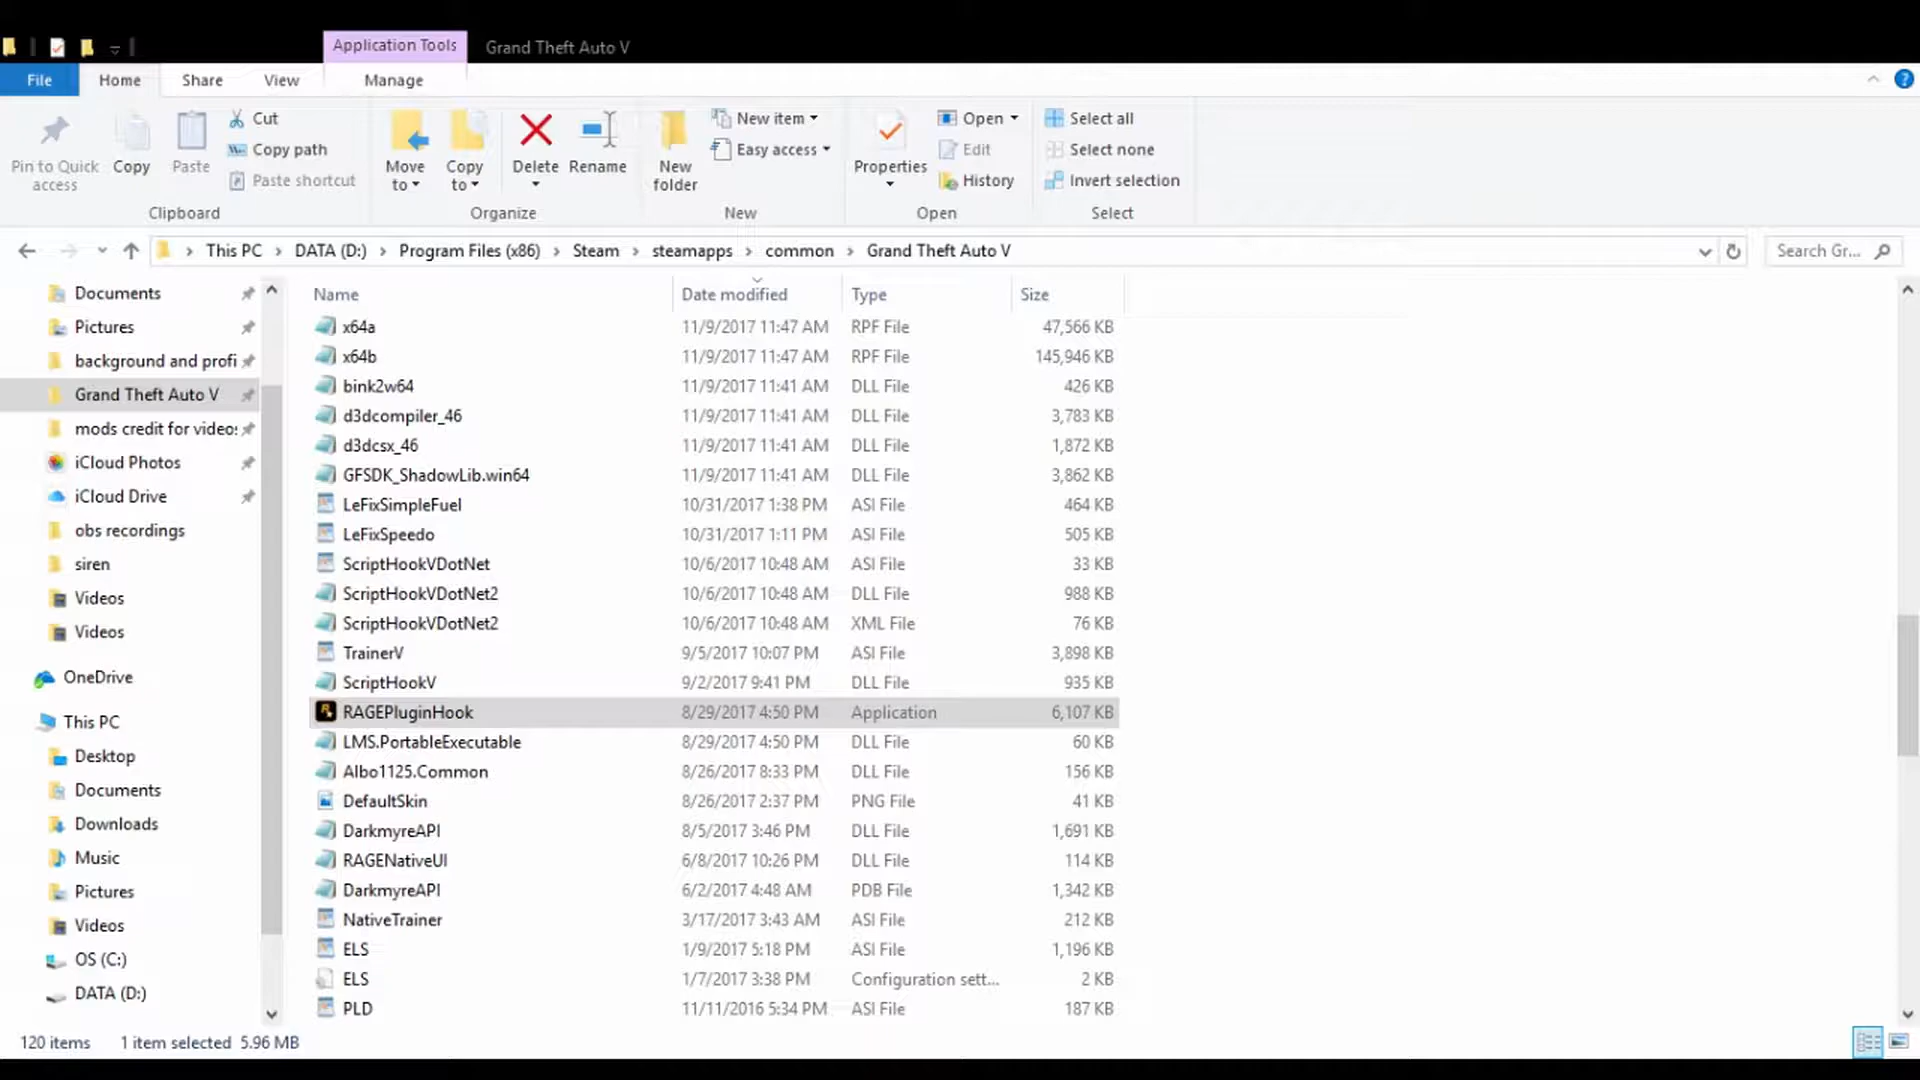 Application Tools Grand Theft Auto V
File Home Share View Manage
Pin to Quick access
Copy
Paste
Cut
Copy path
Paste shortcut
Clipboard
Move to
Copy to
Delete
Rename
Organize
New folder
New item
Easy access
New
Properties
Open
Edit
History
Open
Select all
Select none
Invert selection
Select
This PC DATA (D:) Program Files (x86) Steam steamapps common Grand Theft Auto V Search Gr...
Documents
Pictures
background and profi
Grand Theft Auto V
mods credit for video:
iCloud Photos
iCloud Drive
obs recordings
siren
Videos
Videos
OneDrive
This PC
Desktop
Documents
Downloads
Music
Pictures
Videos
OS (C:)
DATA (D:)
Name Date modified Type Size
x64a 11/9/2017 11:47 AM RPF File 47,566 KB
x64b 11/9/2017 11:47 AM RPF File 145,946 KB
bink2w64 11/9/2017 11:41 AM DLL File 426 KB
d3dcompiler_46 11/9/2017 11:41 AM DLL File 3,783 KB
d3dcsx_46 11/9/2017 11:41 AM DLL File 1,872 KB
GFSDK_ShadowLib.win64 11/9/2017 11:41 AM DLL File 3,862 KB
LeFixSimpleFuel 10/31/2017 1:38 PM ASI File 464 KB
LeFixSpeedo 10/31/2017 1:11 PM ASI File 505 KB
ScriptHookVDotNet 10/6/2017 10:48 AM ASI File 33 KB
ScriptHookVDotNet2 10/6/2017 10:48 AM DLL File 988 KB
ScriptHookVDotNet2 10/6/2017 10:48 AM XML File 76 KB
TrainerV 9/5/2017 10:07 PM ASI File 3,898 KB
ScriptHookV 9/2/2017 9:41 PM DLL File 935 KB
RAGEPluginHook 8/29/2017 4:50 PM Application 6,107 KB
LMS.PortableExecutable 8/29/2017 4:50 PM DLL File 60 KB
Albo1125.Common 8/26/2017 8:33 PM DLL File 156 KB
DefaultSkin 8/26/2017 2:37 PM PNG File 41 KB
DarkmyreAPI 8/5/2017 3:46 PM DLL File 1,691 KB
RAGENativeUI 6/8/2017 10:26 PM DLL File 114 KB
DarkmyreAPI 6/2/2017 4:48 AM PDB File 1,342 KB
NativeTrainer 3/17/2017 3:43 AM ASI File 212 KB
ELS 1/9/2017 5:18 PM ASI File 1,196 KB
ELS 1/7/2017 3:38 PM Configuration sett... 2 KB
PLD 11/11/2016 5:34 PM ASI File 187 KB
120 items 1 item selected 5.96 MB